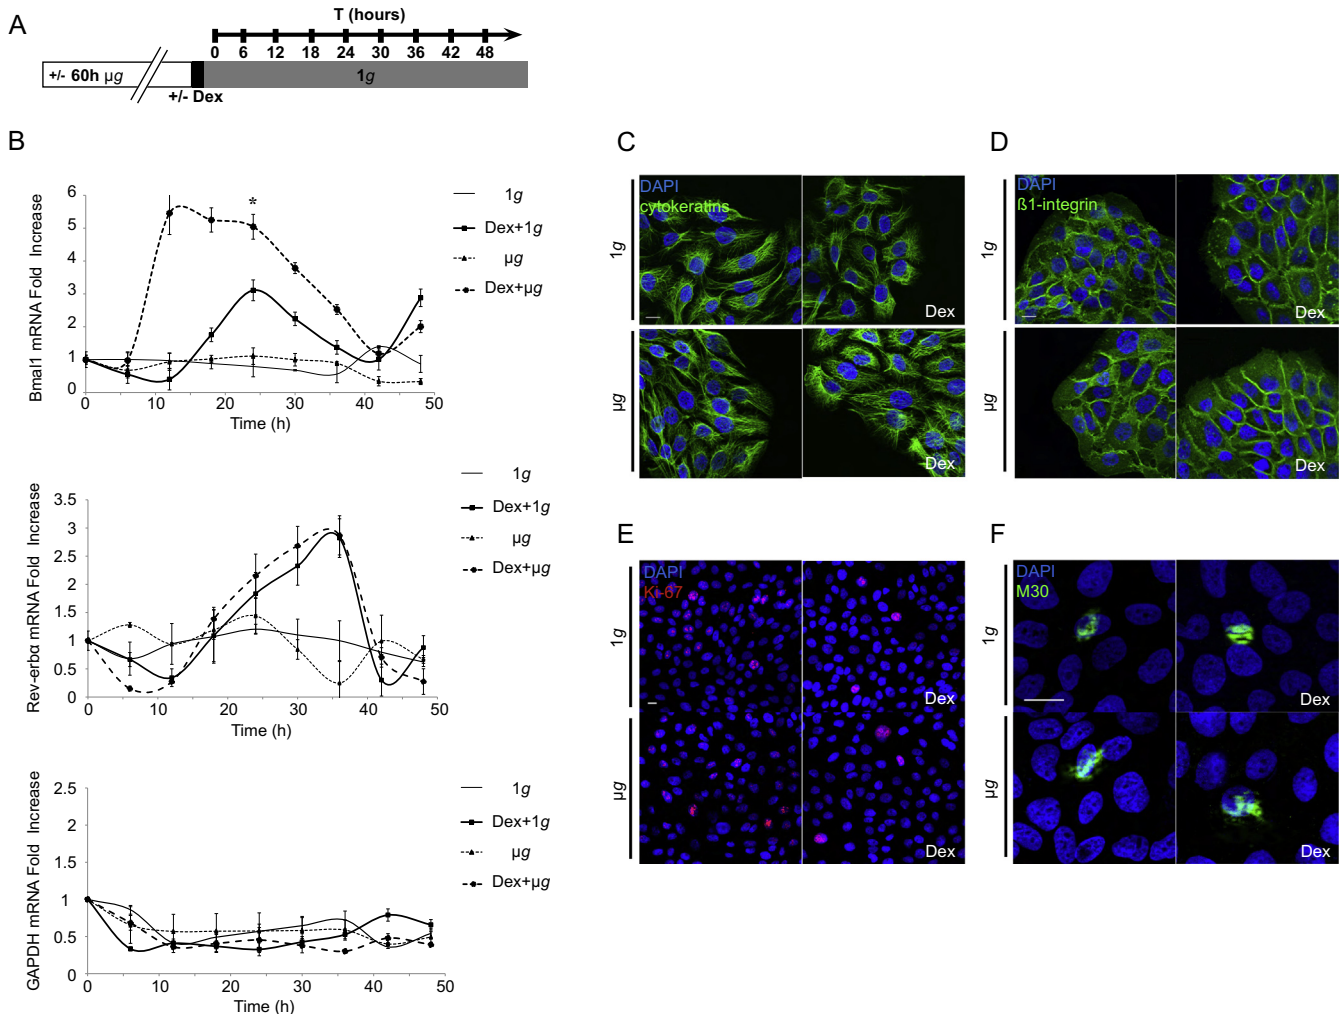 A
T (hours)
0 6 12 18 24 30 36 42 48
+/- 60h µg
1g
+/- Dex
B
Bmal1 mRNA Fold Increase
6
5
4
3
2
1
0
0 10 20 30 40 50
Time (h)
*
1g
Dex+1g
µg
Dex+µg
Rev-erbα mRNA Fold Increase
3.5
3
2.5
2
1.5
1
0.5
0
0 10 20 30 40 50
Time (h)
1g
Dex+1g
µg
Dex+µg
GAPDH mRNA Fold Increase
2.5
2
1.5
1
0.5
0
0 10 20 30 40 50
Time (h)
1g
Dex+1g
µg
Dex+µg
C
DAPI
cytokeratins
1g
Dex
µg
Dex
D
DAPI
ß1-integrin
1g
Dex
µg
Dex
E
DAPI
Ki-67
1g
Dex
µg
Dex
F
DAPI
M30
1g
Dex
µg
Dex